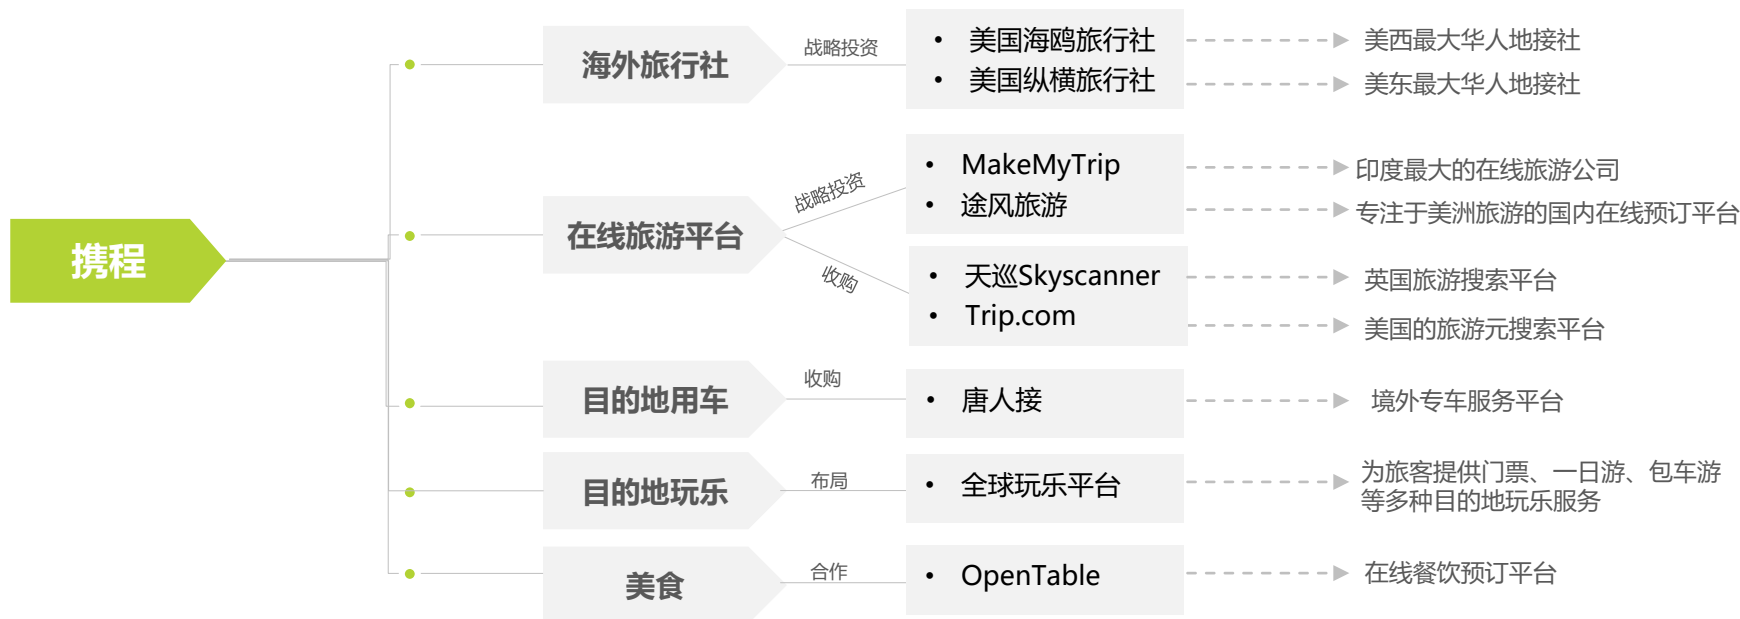 携程
海外旅行社
战略投资
• 美国海鸥旅行社
• 美国纵横旅行社
美西最大华人地接社
美东最大华人地接社
在线旅游平台
战略投资
• MakeMyTrip
• 途风旅游
印度最大的在线旅游公司
专注于美洲旅游的国内在线预订平台
收购
• 天巡Skyscanner
• Trip.com
英国旅游搜索平台
美国的旅游元搜索平台
目的地用车
收购
• 唐人接
境外专车服务平台
目的地玩乐
布局
• 全球玩乐平台
为旅客提供门票、一日游、包车游
等多种目的地玩乐服务
美食
合作
• OpenTable
在线餐饮预订平台